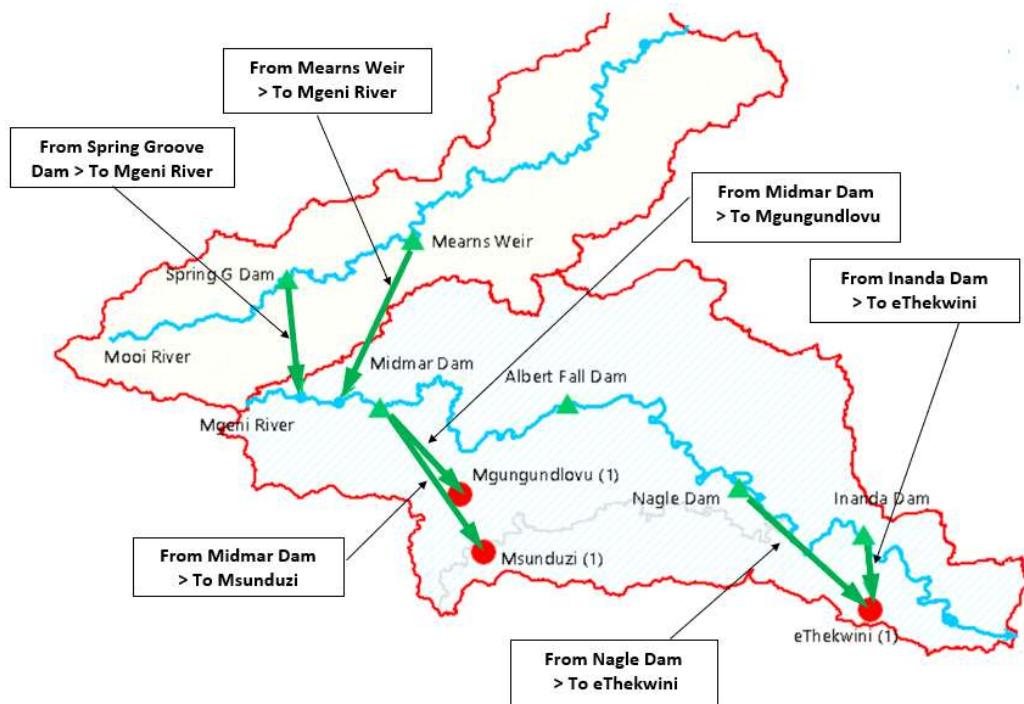 From Mearns Weir
> To Mgeni River
From Spring Groove
Dam > To Mgeni River
From Midmar Dam
> To Mgungundlovu
Mearns Weir
Spring G Dam
From Inanda Dam
> To eThekwini
Mooi River
Midmar Dam
Albert Fall Dam
Mgeni River
Mgungundlovu (1)
Nagle Dam
Inanda Dam
From Midmar Dam
> To Msunduzi
Msunduzi (1)
eThekwini (1)
From Nagle Dam
> To eThekwini